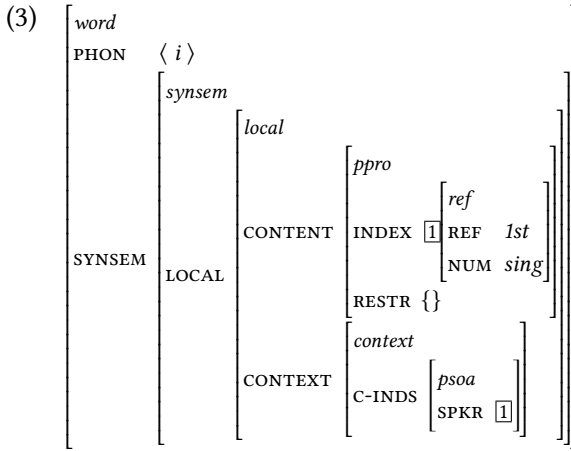 (3)
word
PHON ⟨ i ⟩
synsem
local
ppro
ref
CONTENT INDEX 1 REF 1st
NUM sing
SYNSEM LOCAL
RESTR {}
context
psoa
CONTEXT C-INDS
SPKR 1